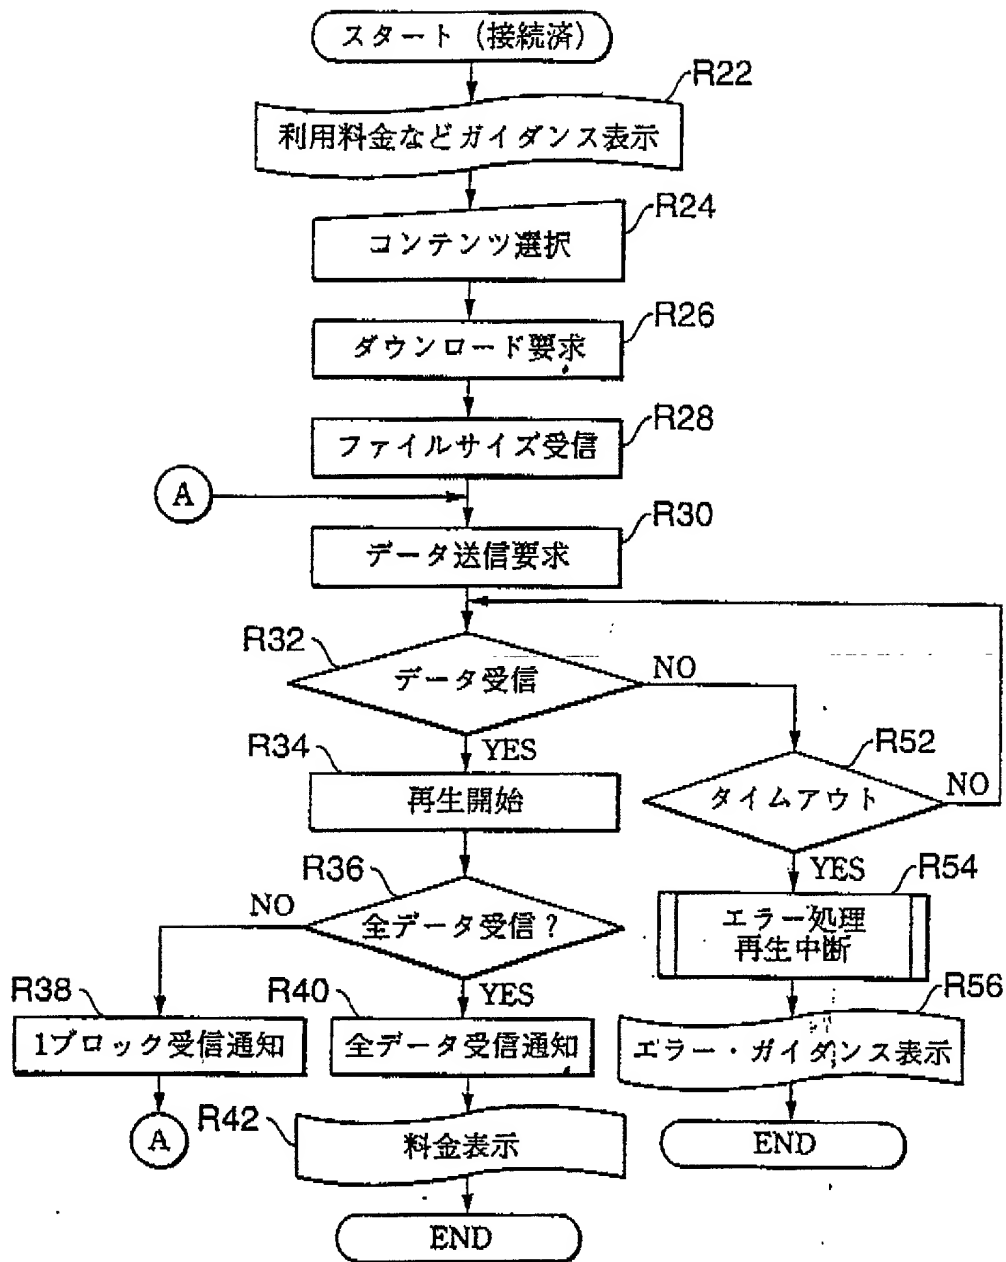 スタート (接続済)
R22
利用料金などガイダンス表示
R24
コンテンツ選択
R26
ダウンロード要求
R28
ファイルサイズ受信
A
R30
データ送信要求
R32
データ受信
NO
YES
R34
再生開始
R52
タイムアウト
NO
YES
R36
全データ受信?
NO
YES
R54
エラー処理
再生中断
R38
1ブロック受信通知
R40
全データ受信通知
R56
エラー・ガイダンス表示
A
R42
料金表示
END
END